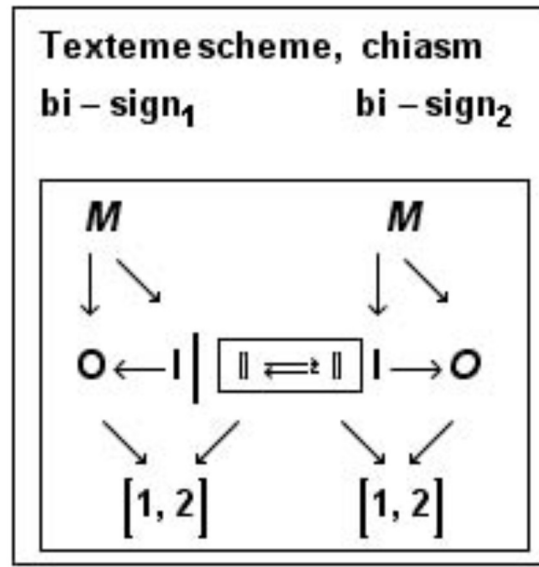 Texteme scheme, chiasm
bi – sign₁ bi – sign₂
M M
O ← I | 𝕀 ⇌ 𝕀 I → O
[1, 2] [1, 2]